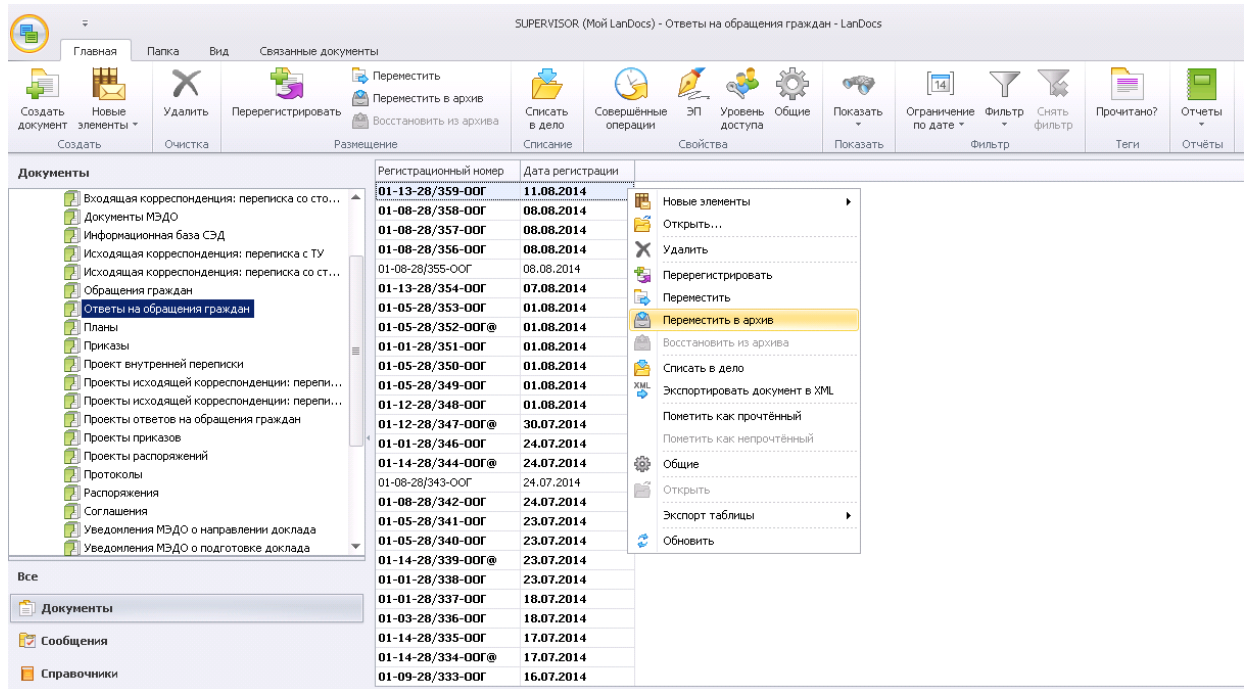 SUPERVISOR (Мой LanDocs) - Ответы на обращения граждан - LanDocs
Главная Папка Вид Связанные документы
Создать документ
Новые элементы
Удалить
Перерегистрировать
Переместить
Переместить в архив
Восстановить из архива
Списать в дело
Совершённые операции
ЭП
Уровень доступа
Общие
Показать
14
Ограничение по дате
Фильтр
Снять фильтр
Прочитано?
Отчеты
Создать Очистка Размещение Списание Свойства Показать Фильтр Теги Отчёты
Документы
Входящая корреспонденция: переписка со сто...
Документы МЭДО
Информационная база СЭД
Исходящая корреспонденция: переписка с ТУ
Исходящая корреспонденция: переписка со ст...
Обращения граждан
Ответы на обращения граждан
Планы
Приказы
Проект внутренней переписки
Проекты исходящей корреспонденции: перепи...
Проекты исходящей корреспонденции: перепи...
Проекты ответов на обращения граждан
Проекты приказов
Проекты распоряжений
Протоколы
Распоряжения
Соглашения
Уведомления МЭДО о направлении доклада
Уведомления МЭДО о подготовке доклада
Все
Документы
Сообщения
Справочники
Регистрационный номер Дата регистрации
01-13-28/359-ООГ 11.08.2014
01-08-28/358-ООГ 08.08.2014
01-08-28/357-ООГ 08.08.2014
01-08-28/356-ООГ 08.08.2014
01-08-28/355-ООГ 08.08.2014
01-13-28/354-ООГ 07.08.2014
01-05-28/353-ООГ 01.08.2014
01-05-28/352-ООГ@ 01.08.2014
01-01-28/351-ООГ 01.08.2014
01-05-28/350-ООГ 01.08.2014
01-05-28/349-ООГ 01.08.2014
01-12-28/348-ООГ 01.08.2014
01-12-28/347-ООГ@ 30.07.2014
01-01-28/346-ООГ 24.07.2014
01-14-28/344-ООГ@ 24.07.2014
01-08-28/343-ООГ 24.07.2014
01-08-28/342-ООГ 24.07.2014
01-05-28/341-ООГ 23.07.2014
01-05-28/340-ООГ 23.07.2014
01-14-28/339-ООГ@ 23.07.2014
01-01-28/338-ООГ 23.07.2014
01-01-28/337-ООГ 18.07.2014
01-03-28/336-ООГ 18.07.2014
01-14-28/335-ООГ 17.07.2014
01-14-28/334-ООГ@ 17.07.2014
01-09-28/333-ООГ 16.07.2014
Новые элементы
Открыть...
Удалить
Перерегистрировать
Переместить
Переместить в архив
Восстановить из архива
Списать в дело
XML Экспортировать документ в XML
Пометить как прочтённый
Пометить как непрочтённый
Общие
Открыть
Экспорт таблицы
Обновить